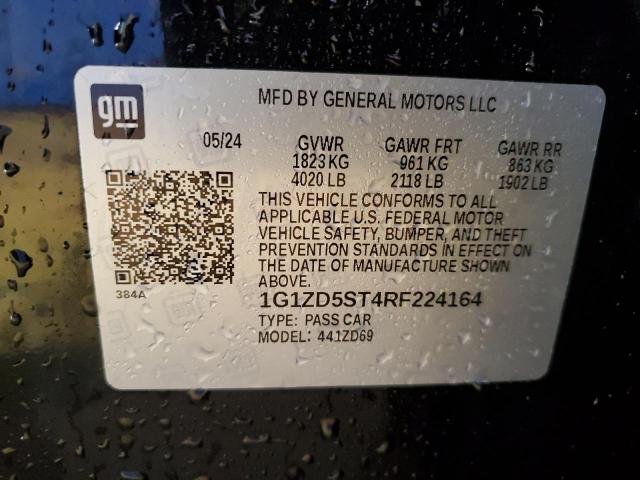 gm
MFD BY GENERAL MOTORS LLC
05/24 GVWR GAWR FRT GAWR RR
1823 KG 961 KG 863 KG
4020 LB 2118 LB 1902 LB
THIS VEHICLE CONFORMS TO ALL
APPLICABLE U.S. FEDERAL MOTOR
VEHICLE SAFETY, BUMPER, AND THEFT
PREVENTION STANDARDS IN EFFECT ON
THE DATE OF MANUFACTURE SHOWN
ABOVE.
384A F 1G1ZD5ST4RF224164
TYPE: PASS CAR
MODEL: 441ZD69